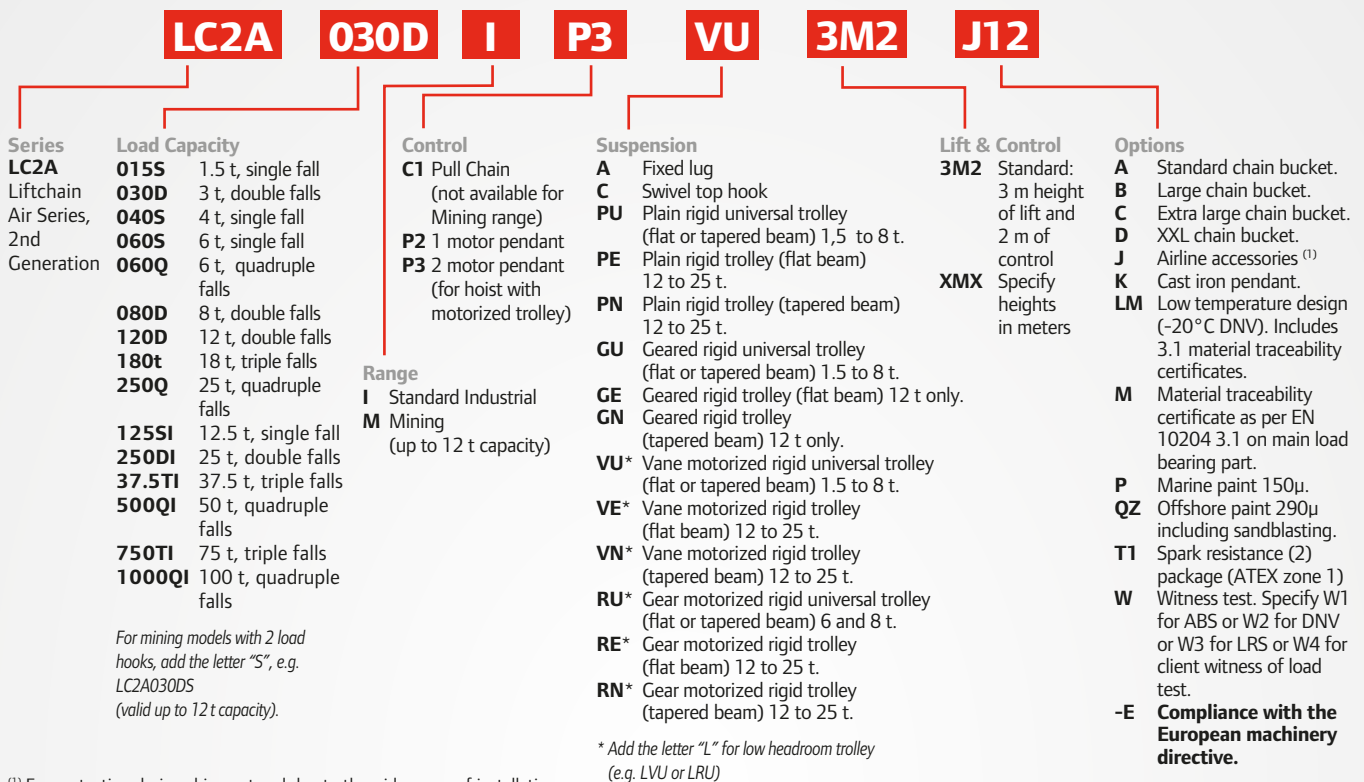 LC2A 030D I P3 VU 3M2 J12
Series
LC2A
Liftchain
Air Series,
2nd
Generation
Load Capacity
015S 1.5 t, single fall
030D 3 t, double falls
040S 4 t, single fall
060S 6 t, single fall
060Q 6 t, quadruple
falls
080D 8 t, double falls
120D 12 t, double falls
180t 18 t, triple falls
250Q 25 t, quadruple
falls
125SI 12.5 t, single fall
250DI 25 t, double falls
37.5TI 37.5 t, triple falls
500QI 50 t, quadruple
falls
750TI 75 t, triple falls
1000QI 100 t, quadruple
falls
For mining models with 2 load
hooks, add the letter “S”, e.g.
LC2A030DS
(valid up to 12 t capacity).
Range
I Standard Industrial
M Mining
(up to 12 t capacity)
Control
C1 Pull Chain
(not available for
Mining range)
P2 1 motor pendant
P3 2 motor pendant
(for hoist with
motorized trolley)
Suspension
A Fixed lug
C Swivel top hook
PU Plain rigid universal trolley
(flat or tapered beam) 1,5 to 8 t.
PE Plain rigid trolley (flat beam)
12 to 25 t.
PN Plain rigid trolley (tapered beam)
12 to 25 t.
GU Geared rigid universal trolley
(flat or tapered beam) 1.5 to 8 t.
GE Geared rigid trolley (flat beam) 12 t only.
GN Geared rigid trolley
(tapered beam) 12 t only.
VU* Vane motorized rigid universal trolley
(flat or tapered beam) 1.5 to 8 t.
VE* Vane motorized rigid trolley
(flat beam) 12 to 25 t.
VN* Vane motorized rigid trolley
(tapered beam) 12 to 25 t.
RU* Gear motorized rigid universal trolley
(flat or tapered beam) 6 and 8 t.
RE* Gear motorized rigid trolley
(flat beam) 12 to 25 t.
RN* Gear motorized rigid trolley
(tapered beam) 12 to 25 t.
* Add the letter “L” for low headroom trolley
(e.g. LVU or LRU)
Lift & Control
3M2 Standard:
3 m height
of lift and
2 m of
control
XMX Specify
heights
in meters
Options
A Standard chain bucket.
B Large chain bucket.
C Extra large chain bucket.
D XXL chain bucket.
J Airline accessories (1)
K Cast iron pendant.
LM Low temperature design
(-20°C DNV). Includes
3.1 material traceability
certificates.
M Material traceability
certificate as per EN
10204 3.1 on main load
bearing part.
P Marine paint 150µ.
QZ Offshore paint 290µ
including sandblasting.
T1 Spark resistance (2)
package (ATEX zone 1)
W Witness test. Specify W1
for ABS or W2 for DNV
or W3 for LRS or W4 for
client witness of load
test.
-E Compliance with the
European machinery
directive.